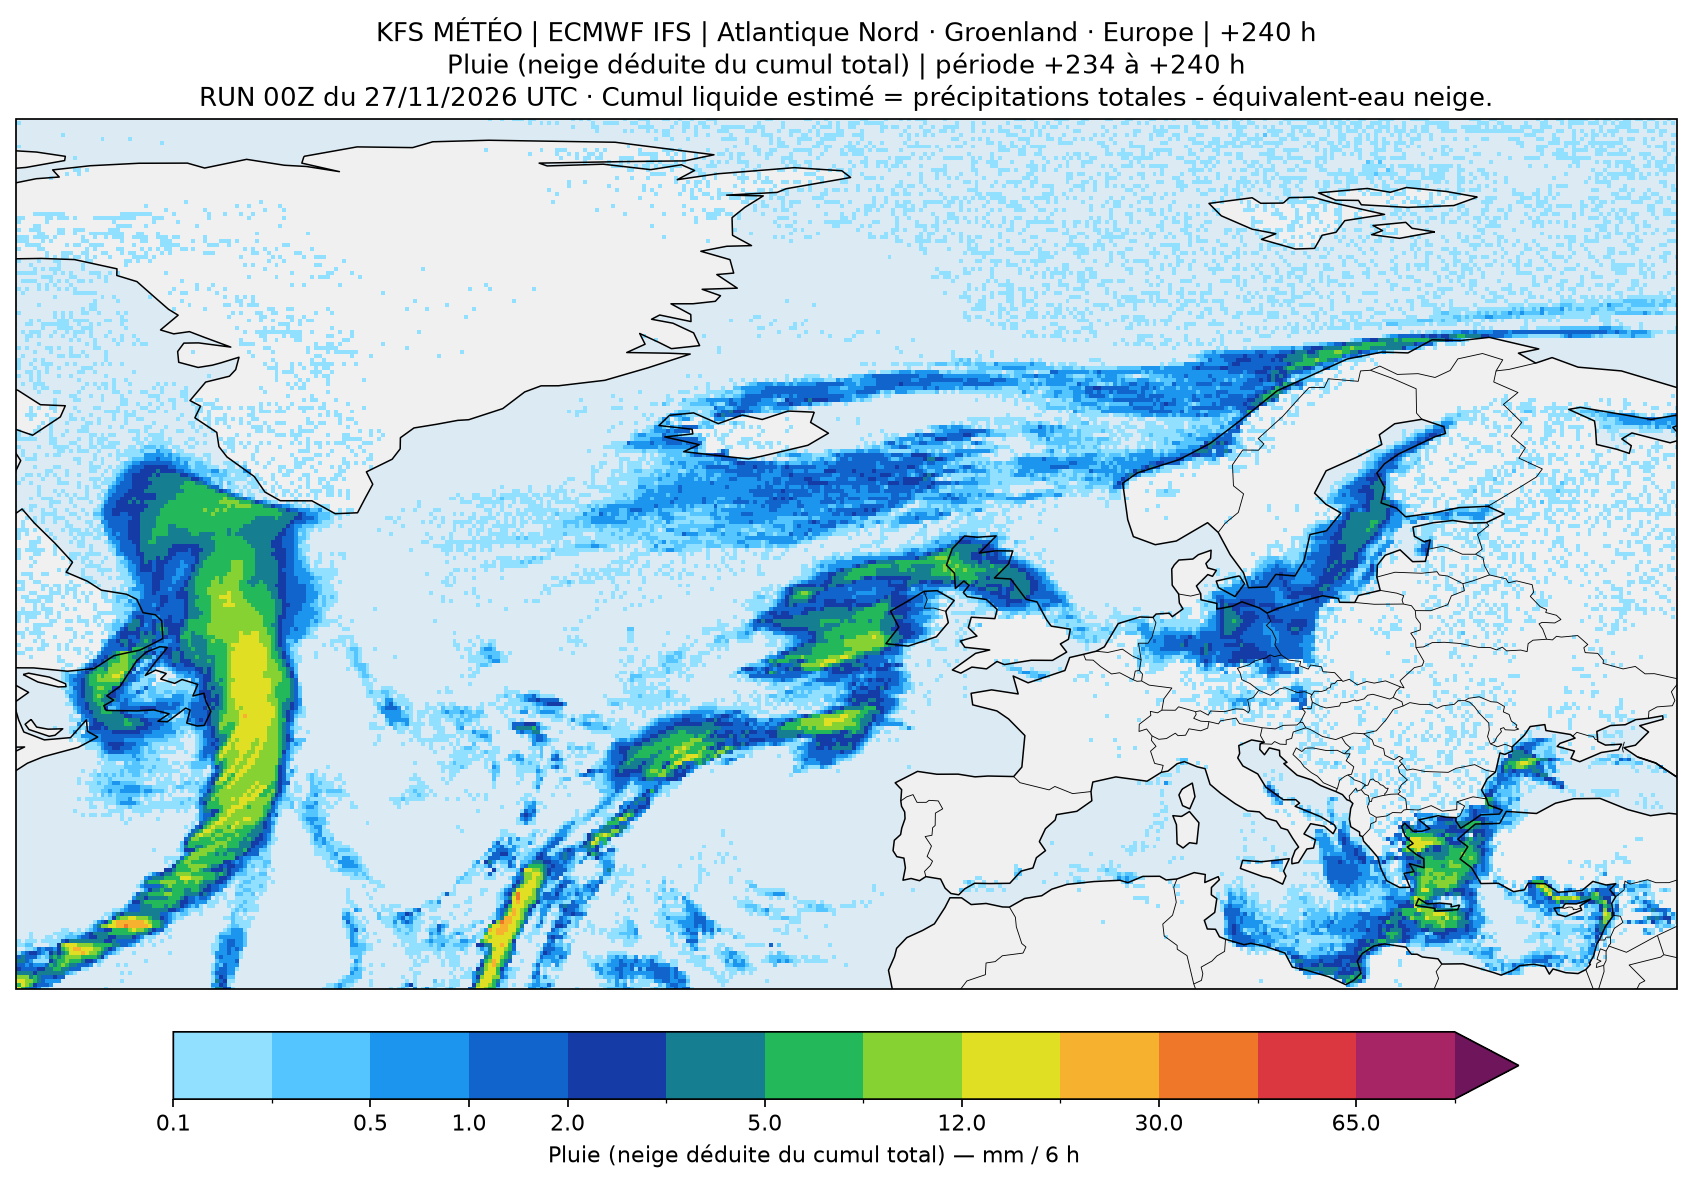 KFS MÉTÉO | ECMWF IFS | Atlantique Nord · Groenland · Europe | +240 h
Pluie (neige déduite du cumul total) | période +234 à +240 h
RUN 00Z du 27/11/2026 UTC · Cumul liquide estimé = précipitations totales - équivalent-eau neige.
0.1 0.5 1.0 2.0 5.0 12.0 30.0 65.0
Pluie (neige déduite du cumul total) — mm / 6 h